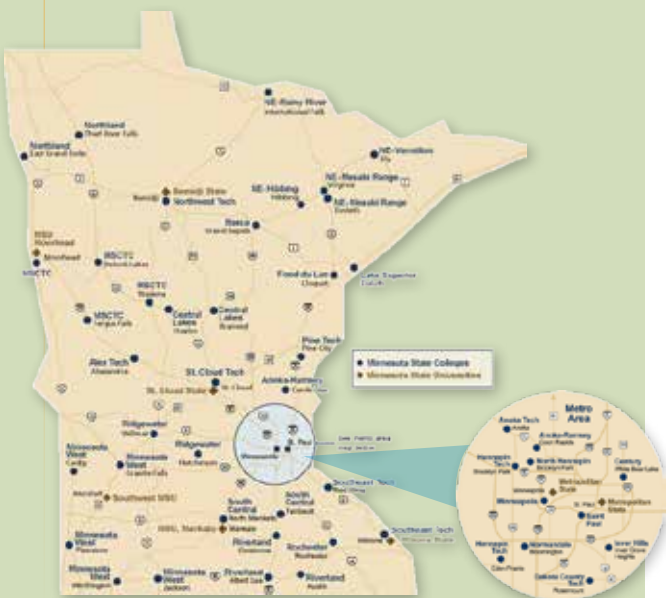 NE-Rainy River
International Falls
Northland
Thief River Falls
Northland
East Grand Forks
NE-Vermilion
Ely
NE-Mesabi Range
Virginia
NE-Mesabi Range
Eveleth
NE-Hibbing
Hibbing
Bemidji State
Bemidji
Northwest Tech
Itasca
Grand Rapids
MSU
Moorhead
Moorhead
MSCTC
MSCTC
Detroit Lakes
Fond du Lac
Cloquet
Lake Superior
Duluth
MSCTC
Wadena
MSCTC
Fergus Falls
Central
Lakes
Staples
Central
Lakes
Brainerd
Pine Tech
Pine City
Alex Tech
Alexandria
Minnesota State Colleges
Minnesota State Universities
St. Cloud Tech
St. Cloud State
St. Cloud
Anoka-Ramsey
Cambridge
Ridgewater
Willmar
Ridgewater
Hutchinson
St. Paul
Minneapolis
See metro area
Minnesota
West
Canby
Minnesota
West
Granite Falls
Marshall
Southwest MSU
Southeast Tech
Red Wing
South
Central
North Mankato
South
Central
Faribault
MSU, Mankato
Mankato
Southeast Tech
Winona
Winona State
Minnesota
West
Pipestone
Riverland
Owatonna
Rochester
Rochester
Minnesota
West
Worthington
Minnesota
West
Jackson
Riverland
Albert Lea
Riverland
Austin
Metro
Area
Anoka Tech
Anoka
Anoka-Ramsey
Coon Rapids
Hennepin
Tech
Brooklyn Park
North Hennepin
Brooklyn Park
Century
White Bear Lake
Metropolitan
State
Minneapolis
Minneapolis
St. Paul
Metropolitan
State
Saint
Paul
Hennepin
Tech
Eden Prairie
Normandale
Bloomington
Inver Hills
Inver Grove
Heights
Dakota County
Tech
Rosemount